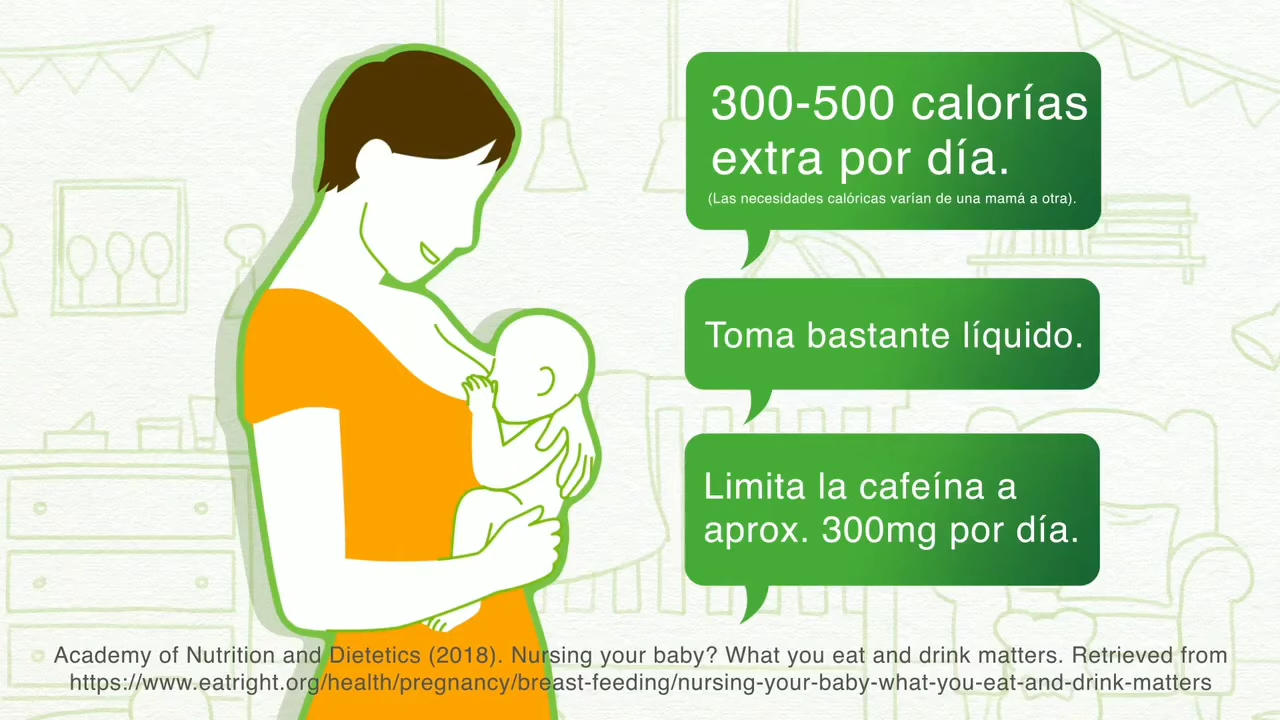 300-500 calorías
extra por día.
(Las necesidades calóricas varían de una mamá a otra).
Toma bastante líquido.
Limita la cafeína a
aprox. 300mg por día.
Academy of Nutrition and Dietetics (2018). Nursing your baby? What you eat and drink matters. Retrieved from
https://www.eatright.org/health/pregnancy/breast-feeding/nursing-your-baby-what-you-eat-and-drink-matters